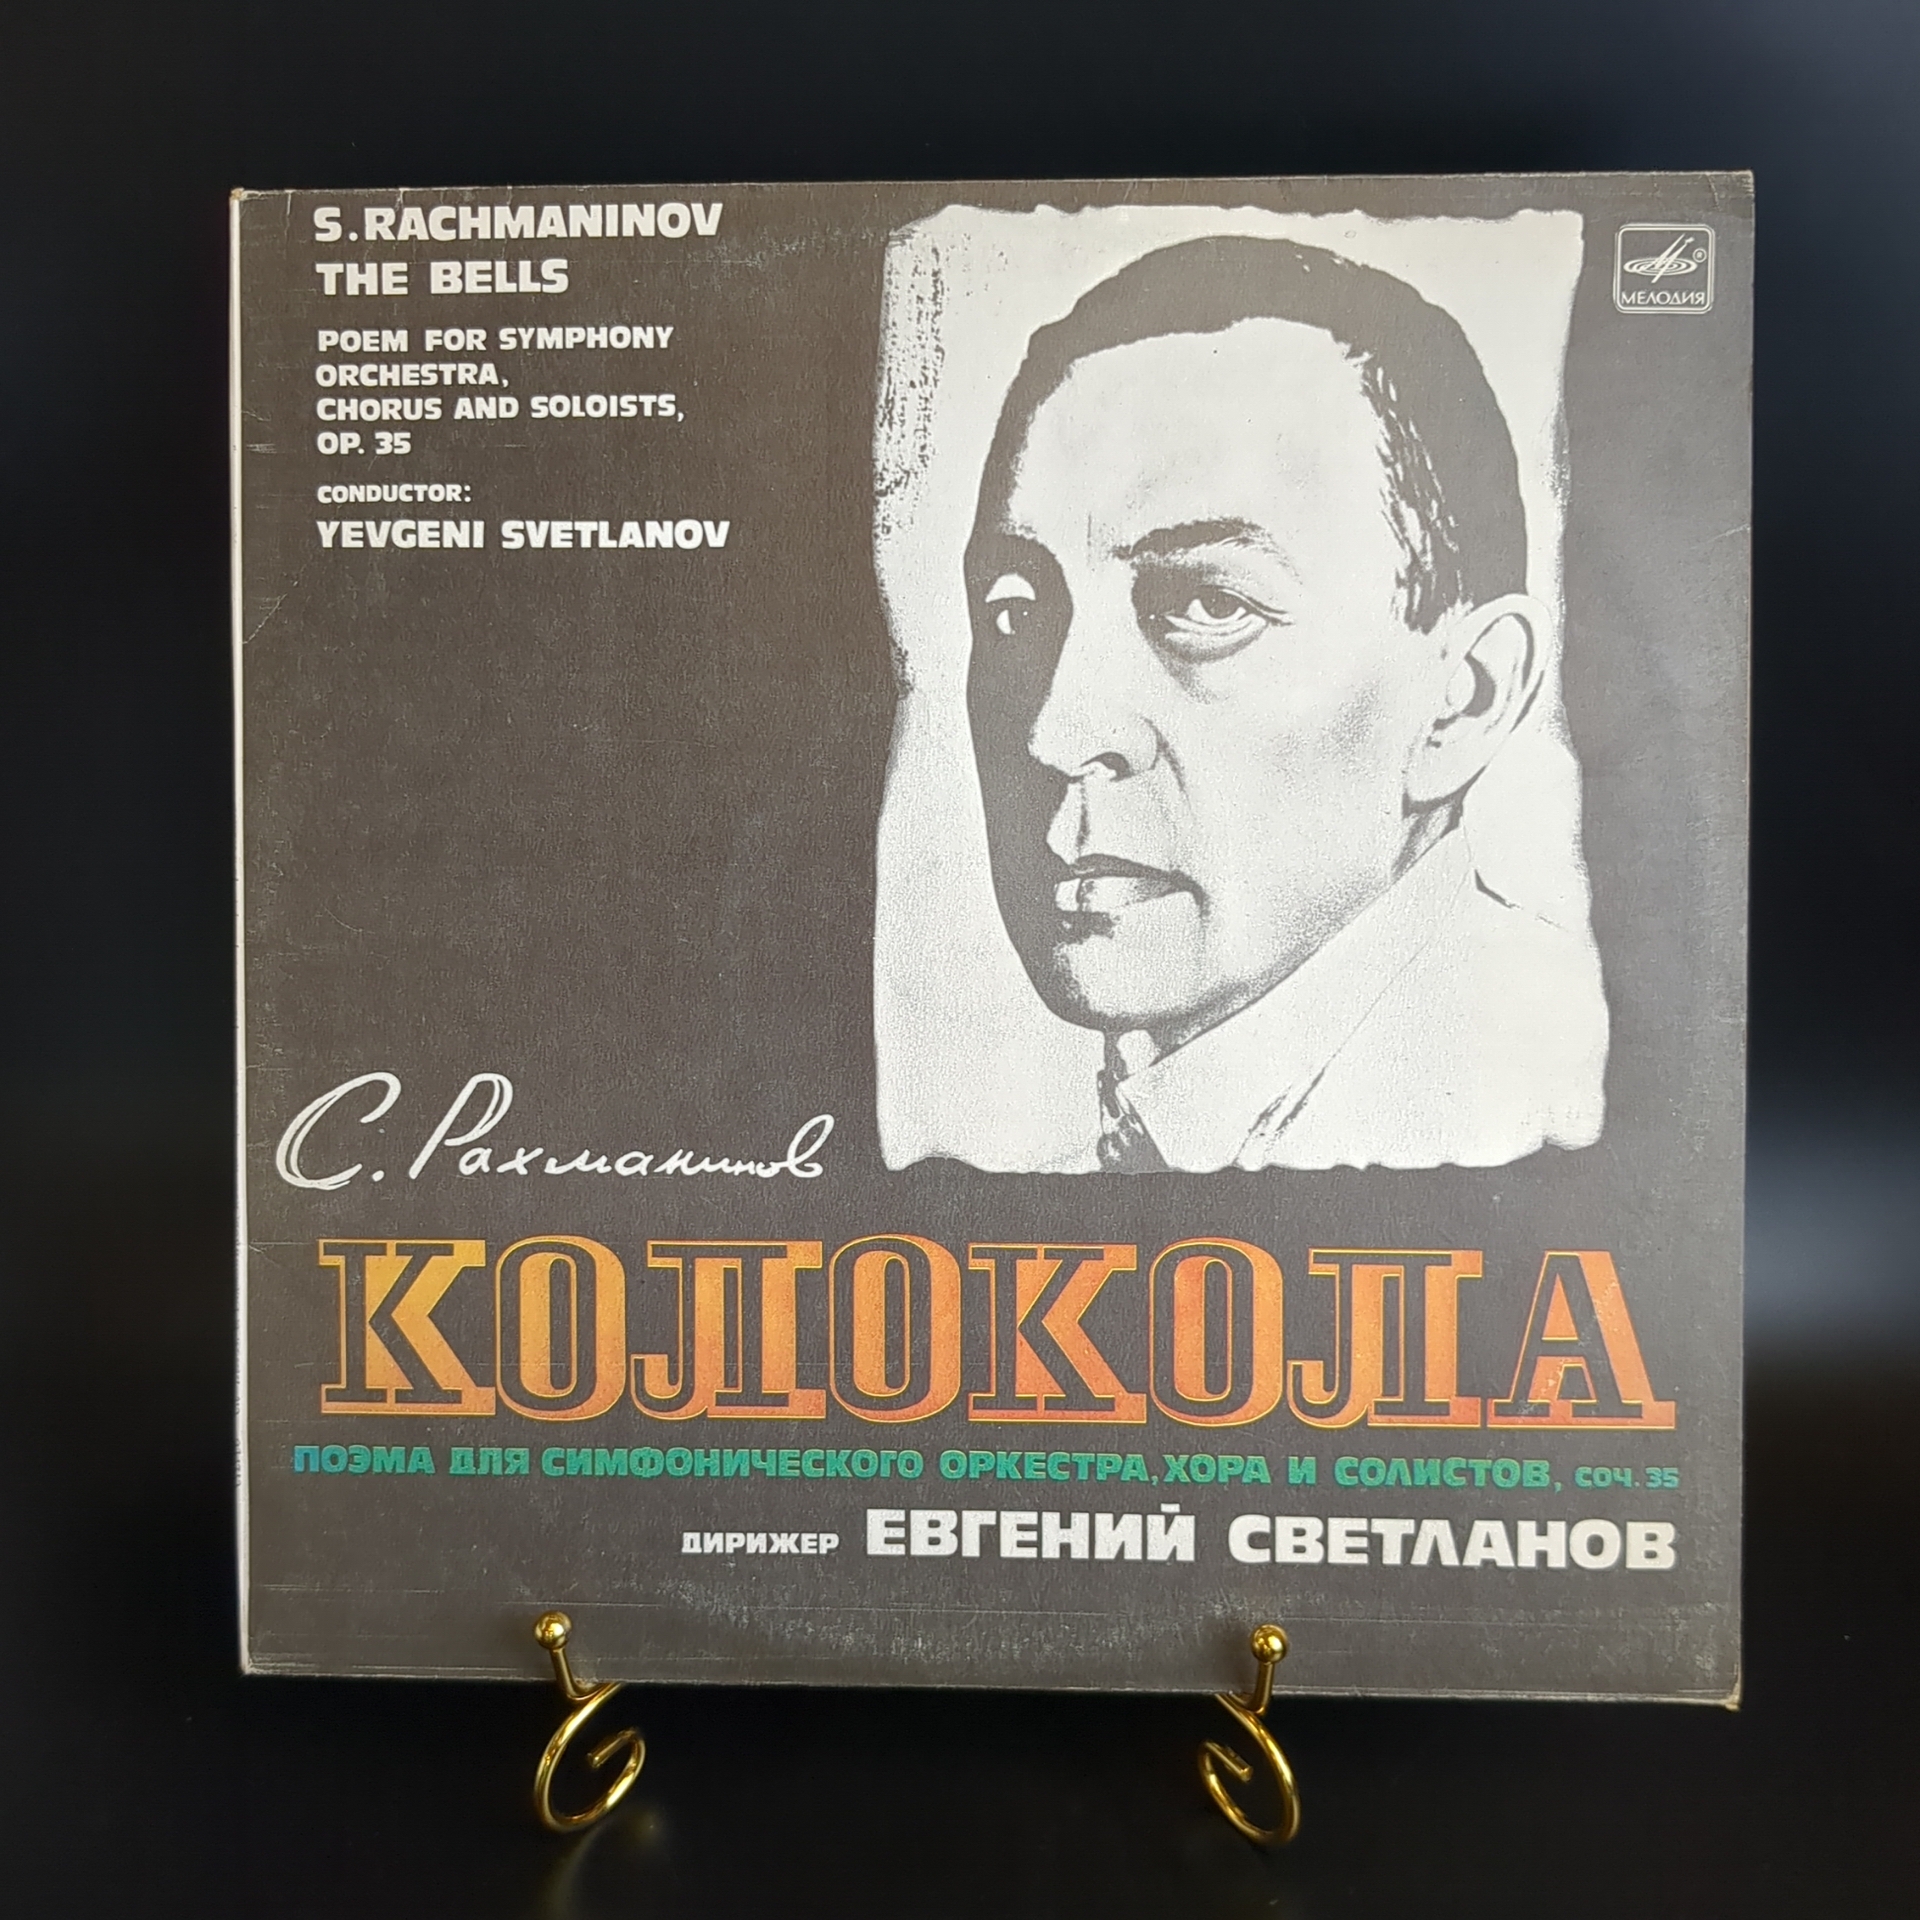 S.RACHMANINOV
THE BELLS
POEM FOR SYMPHONY
ORCHESTRA,
CHORUS AND SOLOISTS,
OP. 35
CONDUCTOR:
YEVGENI SVETLANOV
МЕЛОДИЯ
С. Рахманинов
КОЛОКОЛА
ПОЭМА ДЛЯ СИМФОНИЧЕСКОГО ОРКЕСТРА, ХОРА И СОЛИСТОВ, СОЧ. 35
ДИРИЖЕР ЕВГЕНИЙ СВЕТЛАНОВ